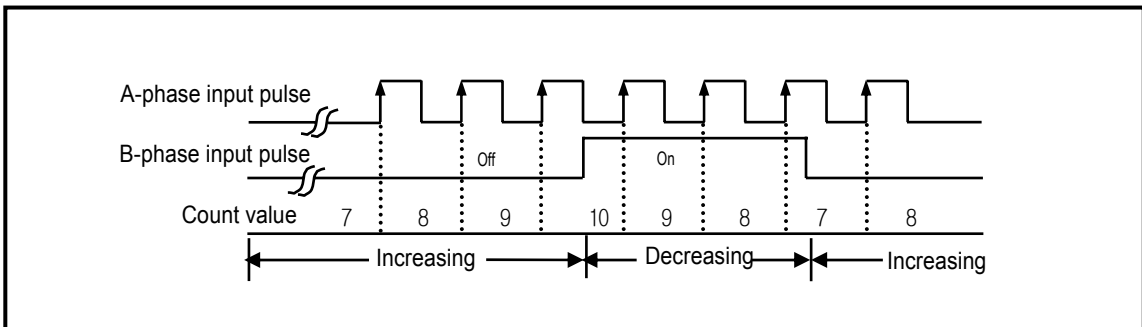 A-phase input pulse
B-phase input pulse
Off
On
Count value
7
8
9
10
9
8
7
8
Increasing
Decreasing
Increasing